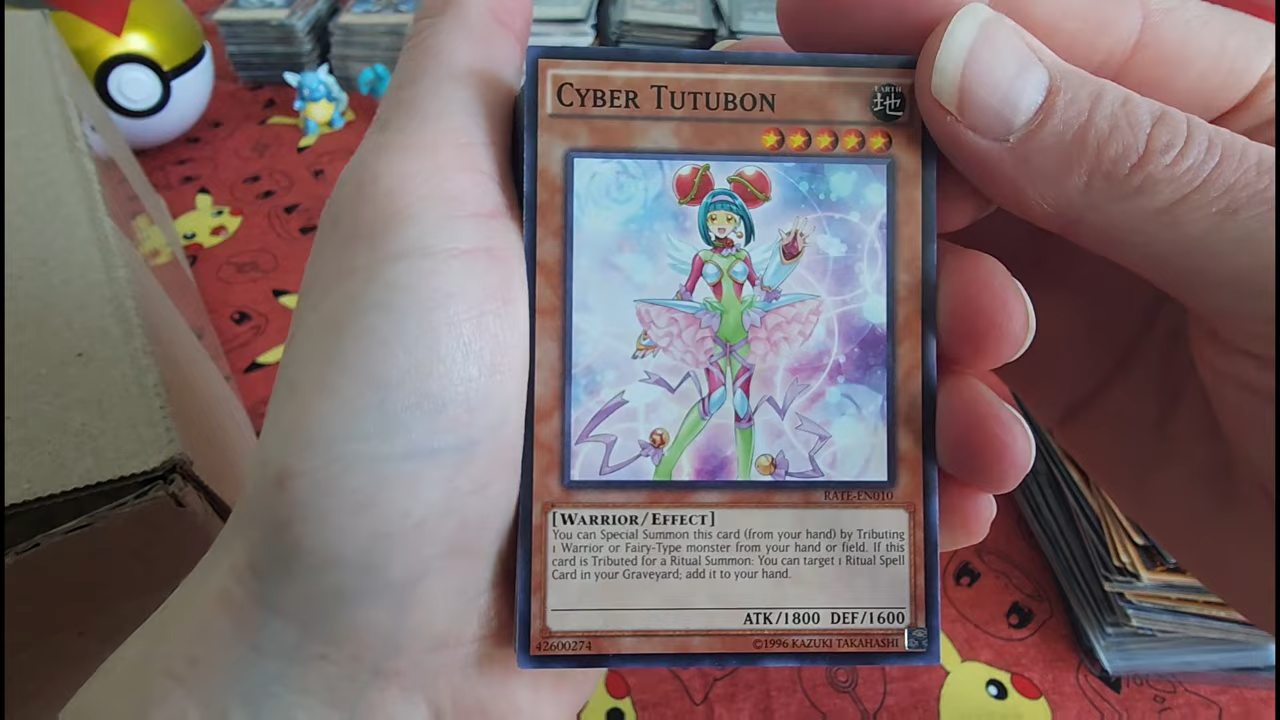 CYBER TUTUBON
EARTH
地
RATE-EN010
[WARRIOR/EFFECT]
You can Special Summon this card (from your hand) by Tributing
1 Warrior or Fairy-Type monster from your hand or field. If this
card is Tributed for a Ritual Summon: You can target 1 Ritual Spell
Card in your Graveyard; add it to your hand.
ATK/1800 DEF/1600
42600274
©1996 KAZUKI TAKAHASHI